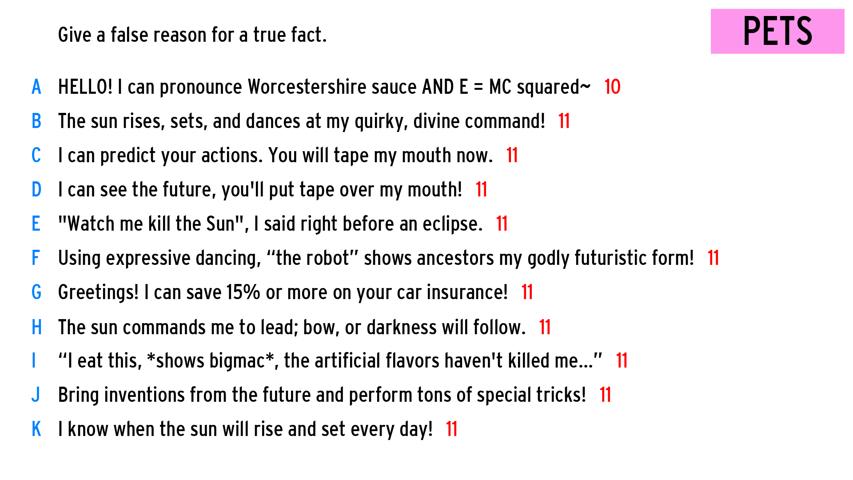 Give a false reason for a true fact.
PETS
A HELLO! I can pronounce Worcestershire sauce AND E = MC squared~ 10
B The sun rises, sets, and dances at my quirky, divine command! 11
C I can predict your actions. You will tape my mouth now. 11
D I can see the future, you'll put tape over my mouth! 11
E "Watch me kill the Sun", I said right before an eclipse. 11
F Using expressive dancing, “the robot” shows ancestors my godly futuristic form! 11
G Greetings! I can save 15% or more on your car insurance! 11
H The sun commands me to lead; bow, or darkness will follow. 11
I “I eat this, *shows bigmac*, the artificial flavors haven't killed me...” 11
J Bring inventions from the future and perform tons of special tricks! 11
K I know when the sun will rise and set every day! 11